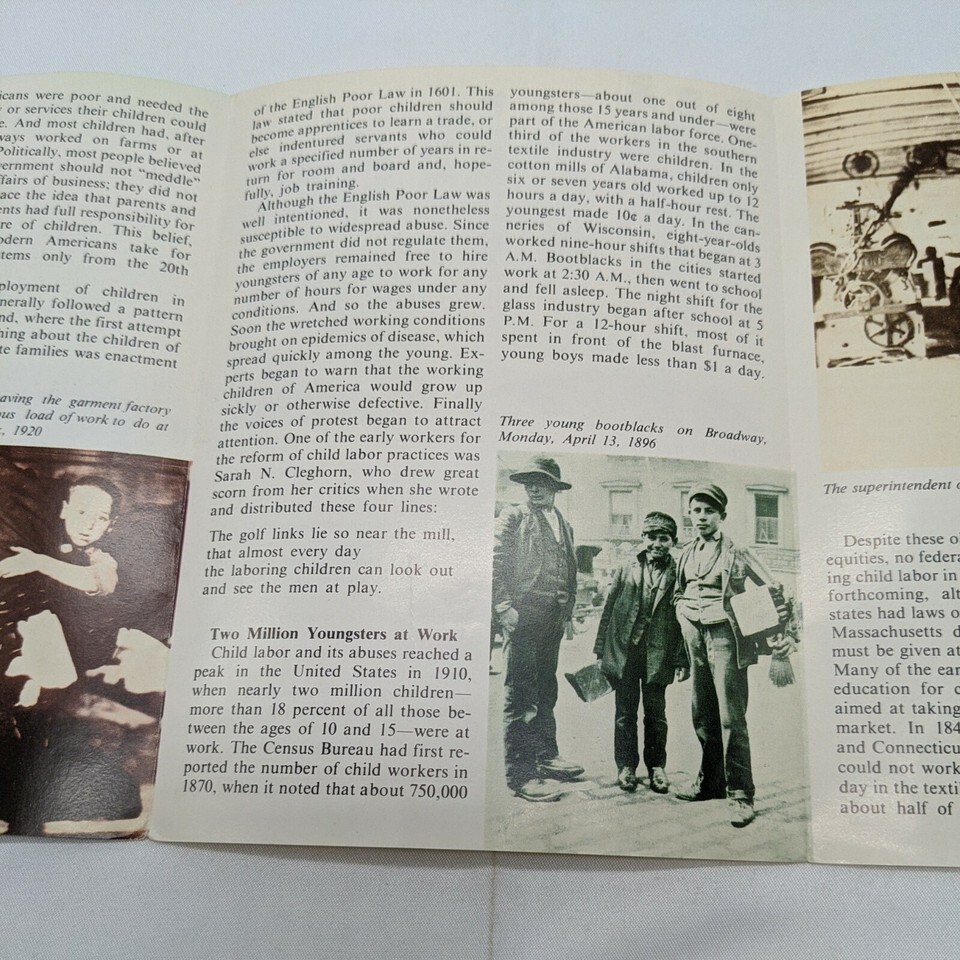 icans were poor and needed the
or services their children could
e. And most children had, after
ways worked on farms or at
Politically, most people believed
ernment should not "meddle"
ffairs of business; they did not
ace the idea that parents and
ents had full responsibility for
re of children. This belief,
odern Americans take for
tems only from the 20th
ployment of children in
nerally followed a pattern
nd, where the first attempt
hing about the children of
te families was enactment
aving the garment factory
ous load of work to do at
1920
of the English Poor Law in 1601. This
law stated that poor children should
become apprentices to learn a trade, or
else indentured servants who could
work a specified number of years in re-
turn for room and board and, hope-
fully, job training.
Although the English Poor Law was
well intentioned, it was nonetheless
susceptible to widespread abuse. Since
the government did not regulate them,
the employers remained free to hire
youngsters of any age to work for any
number of hours for wages under any
conditions. And so the abuses grew.
Soon the wretched working conditions
brought on epidemics of disease, which
spread quickly among the young. Ex-
perts began to warn that the working
children of America would grow up
sickly or otherwise defective. Finally
the voices of protest began to attract
attention. One of the early workers for
the reform of child labor practices was
Sarah N. Cleghorn, who drew great
scorn from her critics when she wrote
and distributed these four lines:
The golf links lie so near the mill,
that almost every day
the laboring children can look out
and see the men at play.
Two Million Youngsters at Work
Child labor and its abuses reached a
peak in the United States in 1910,
when nearly two million children—
more than 18 percent of all those be-
tween the ages of 10 and 15—were at
work. The Census Bureau had first re-
ported the number of child workers in
1870, when it noted that about 750,000
youngsters—about one out of eight
among those 15 years and under—were
part of the American labor force. One-
third of the workers in the southern
textile industry were children. In the
cotton mills of Alabama, children only
six or seven years old worked up to 12
hours a day, with a half-hour rest. The
youngest made 10¢ a day. In the can-
neries of Wisconsin, eight-year-olds
worked nine-hour shifts that began at 3
A.M. Bootblacks in the cities started
work at 2:30 A.M., then went to school
and fell asleep. The night shift for the
glass industry began after school at 5
P.M. For a 12-hour shift, most of it
spent in front of the blast furnace,
young boys made less than $1 a day.
Three young bootblacks on Broadway,
Monday, April 13, 1896
The superintendent
Despite these o
equities, no federa
ing child labor in
forthcoming, alt
states had laws o
Massachusetts d
must be given at
Many of the ear
education for c
aimed at taking
market. In 184
and Connecticu
could not work
day in the texti
about half of